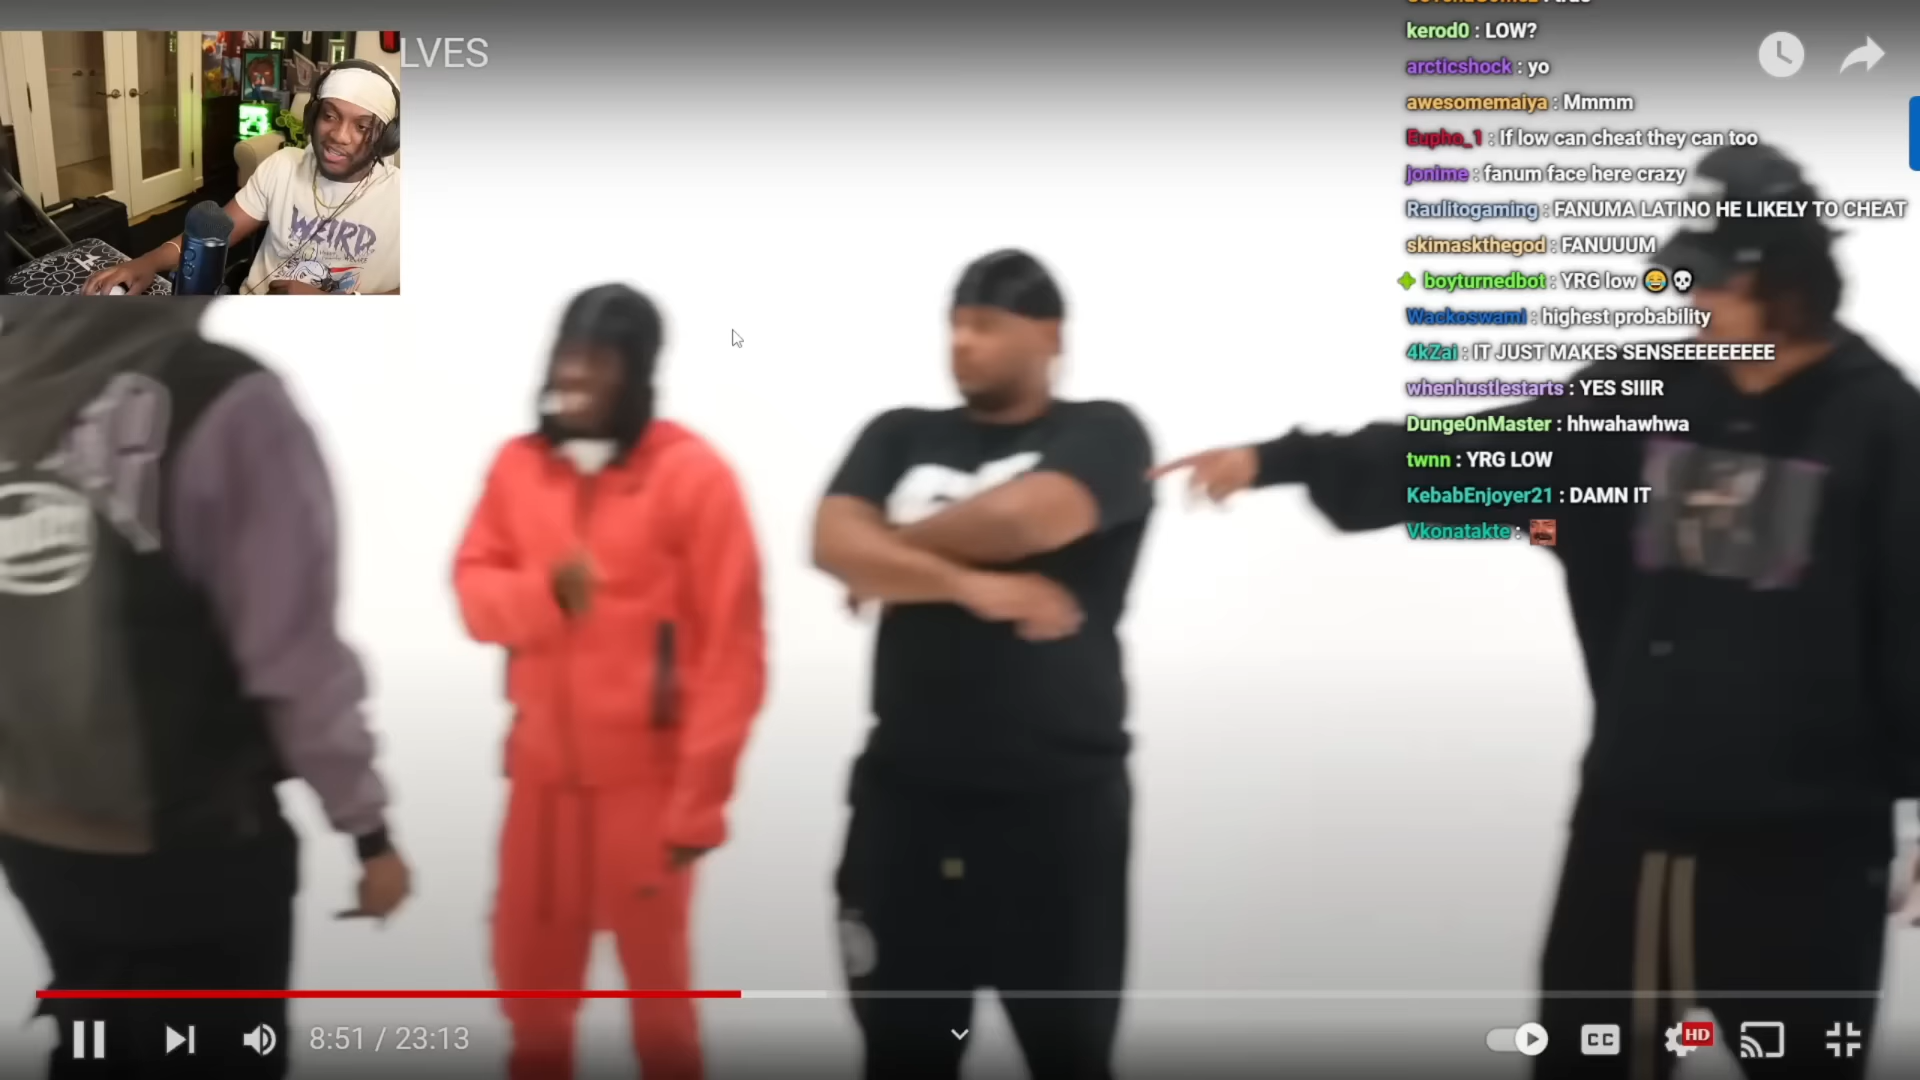 LVES
kerod0 : LOW?
arcticshock : yo
awesomemaiya : Mmmm
Eupho_1 : If low can cheat they can too
jonime : fanum face here crazy
Raulitogaming : FANUMA LATINO HE LIKELY TO CHEAT
skimaskthegod : FANUUUM
boyturnedbot : YRG low 😂💀
Wackoswami : highest probability
4kZai : IT JUST MAKES SENSEEEEEEEEE
whenhustlestarts : YES SIIIR
Dunge0nMaster : hhwahawhwa
twnn : YRG LOW
KebabEnjoyer21 : DAMN IT
Vkonatakte :
WEIRD
8:51 / 23:13
CC
HD